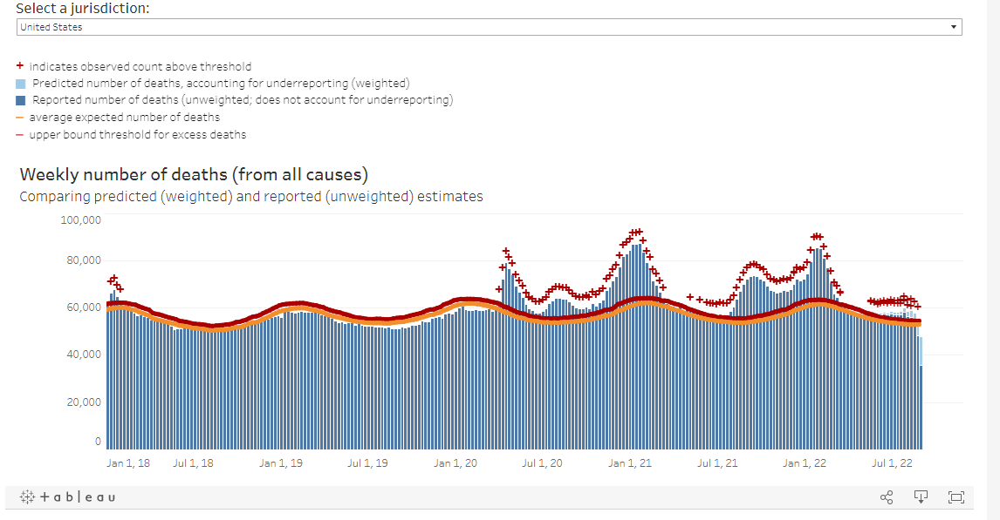 Select a jurisdiction:
United States
+ indicates observed count above threshold
Predicted number of deaths, accounting for underreporting (weighted)
Reported number of deaths (unweighted; does not account for underreporting)
– average expected number of deaths
– upper bound threshold for excess deaths
Weekly number of deaths (from all causes)
Comparing predicted (weighted) and reported (unweighted) estimates
100,000
80,000
60,000
40,000
20,000
0
Jan 1, 18 Jul 1, 18 Jan 1, 19 Jul 1, 19 Jan 1, 20 Jul 1, 20 Jan 1, 21 Jul 1, 21 Jan 1, 22 Jul 1, 22
+ableau